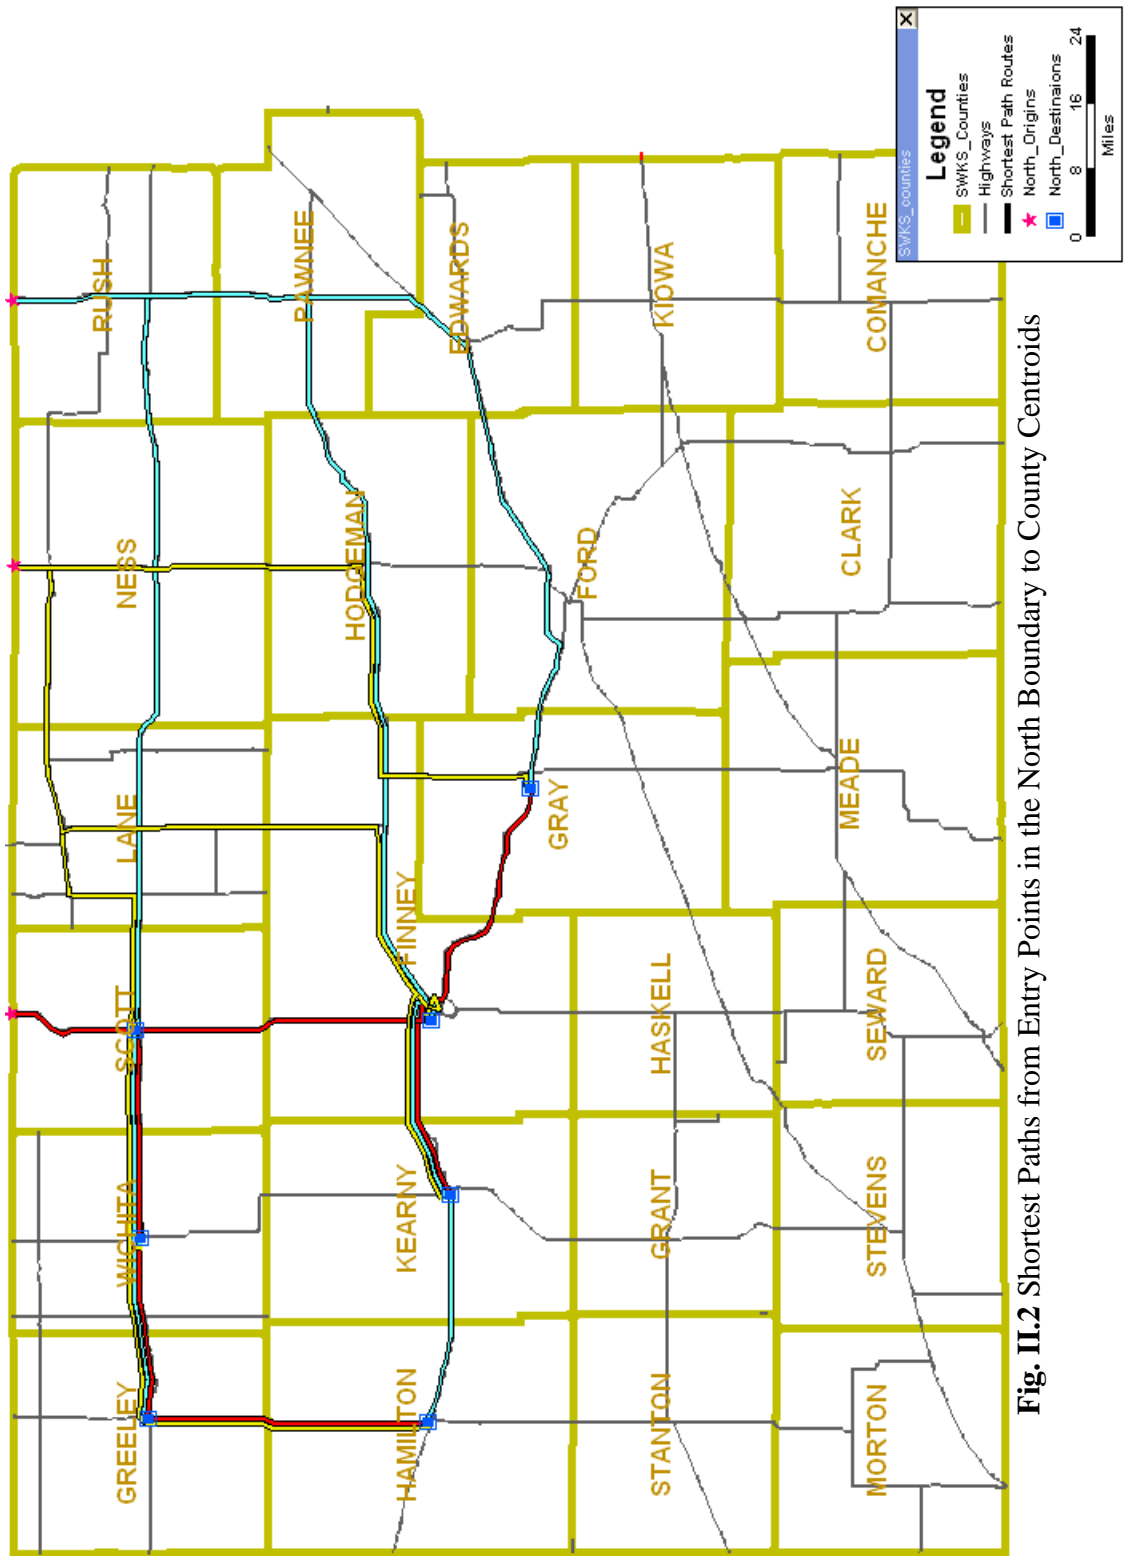 GREELEY
WICHITA
SCOTT
LANE
NESS
RUSH
HAMILTON
KEARNY
FINNEY
HODGEMAN
PAWNEE
GRAY
FORD
EDWARDS
STANTON
GRANT
HASKELL
KIOWA
MORTON
STEVENS
SEWARD
MEADE
CLARK
COMANCHE
SWKS_counties
Legend
SWKS_Counties
Highways
Shortest Path Routes
North_Origins
North_Destinaions
0 8 16 24
Miles
Fig. II.2 Shortest Paths from Entry Points in the North Boundary to County Centroids